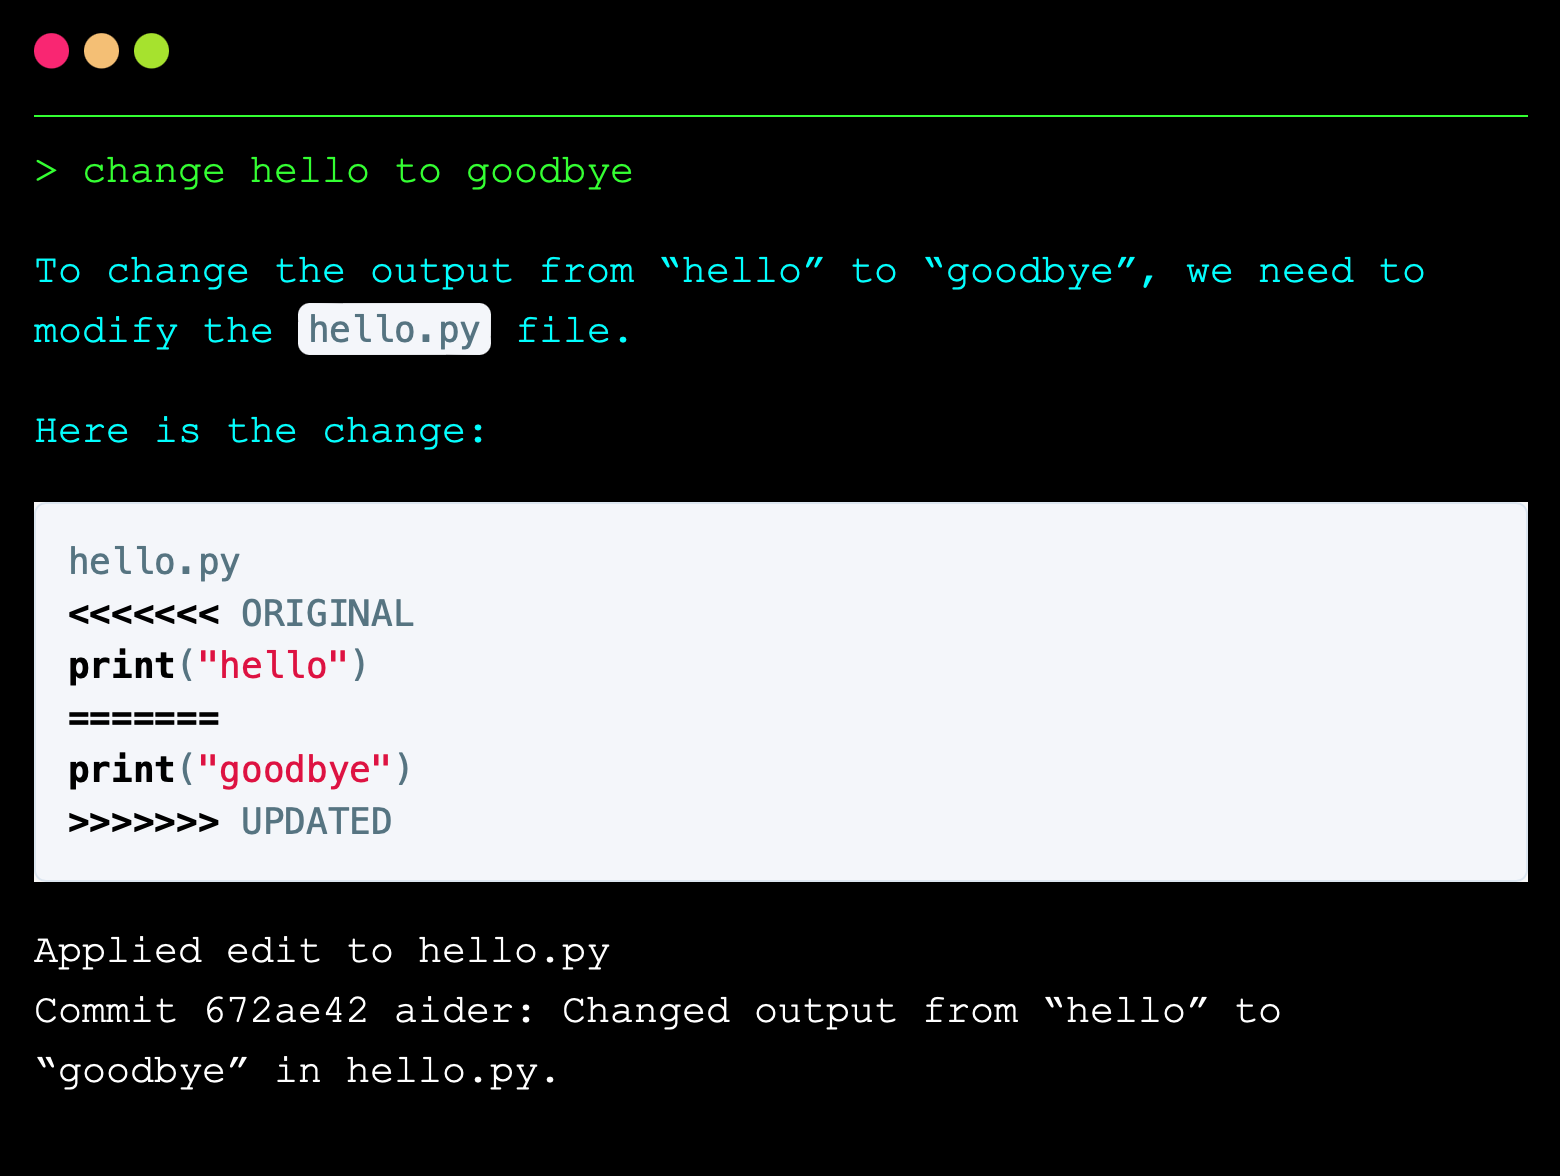 > change hello to goodbye
To change the output from “hello” to “goodbye”, we need to
modify the hello.py file.
Here is the change:
hello.py
<<<<<<< ORIGINAL
print("hello")
=======
print("goodbye")
>>>>>>> UPDATED
Applied edit to hello.py
Commit 672ae42 aider: Changed output from “hello” to
“goodbye” in hello.py.